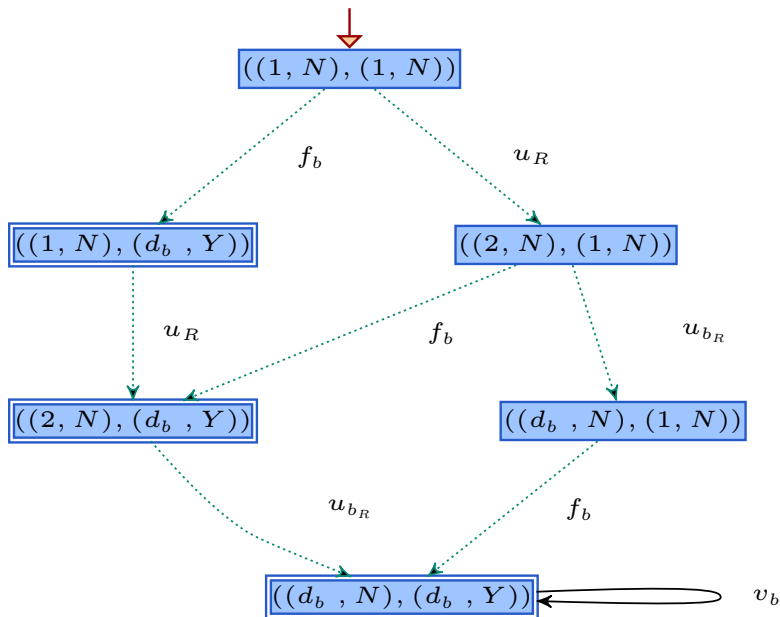 ((1, N), (1, N))
f_b
u_R
((1, N), (d_b , Y))
((2, N), (1, N))
u_R
f_b
u_{b_R}
((2, N), (d_b , Y))
((d_b , N), (1, N))
u_{b_R}
f_b
((d_b , N), (d_b , Y))
v_b